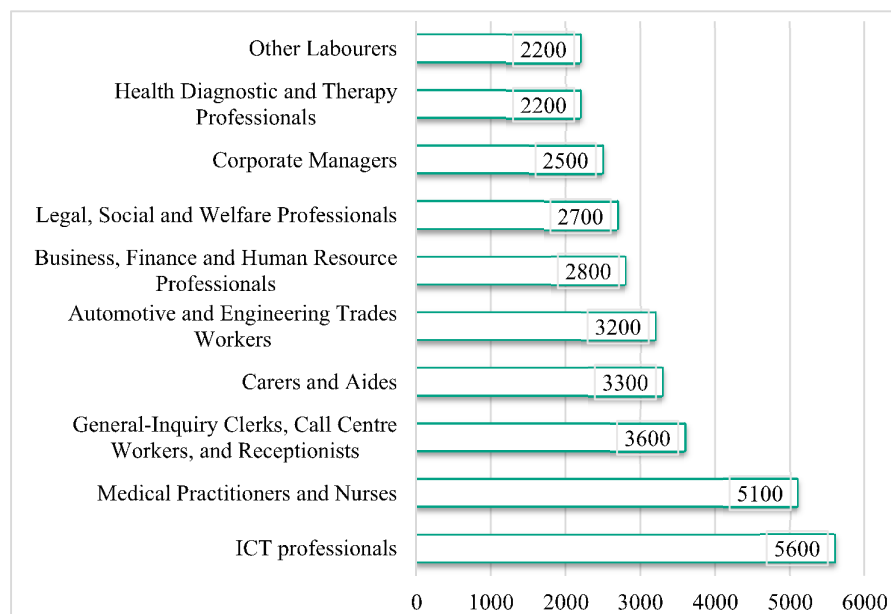 Other Labourers
2200
Health Diagnostic and Therapy
Professionals
2200
Corporate Managers
2500
Legal, Social and Welfare Professionals
2700
Business, Finance and Human Resource
Professionals
2800
Automotive and Engineering Trades
Workers
3200
Carers and Aides
3300
General-Inquiry Clerks, Call Centre
Workers, and Receptionists
3600
Medical Practitioners and Nurses
5100
ICT professionals
5600
0 1000 2000 3000 4000 5000 6000